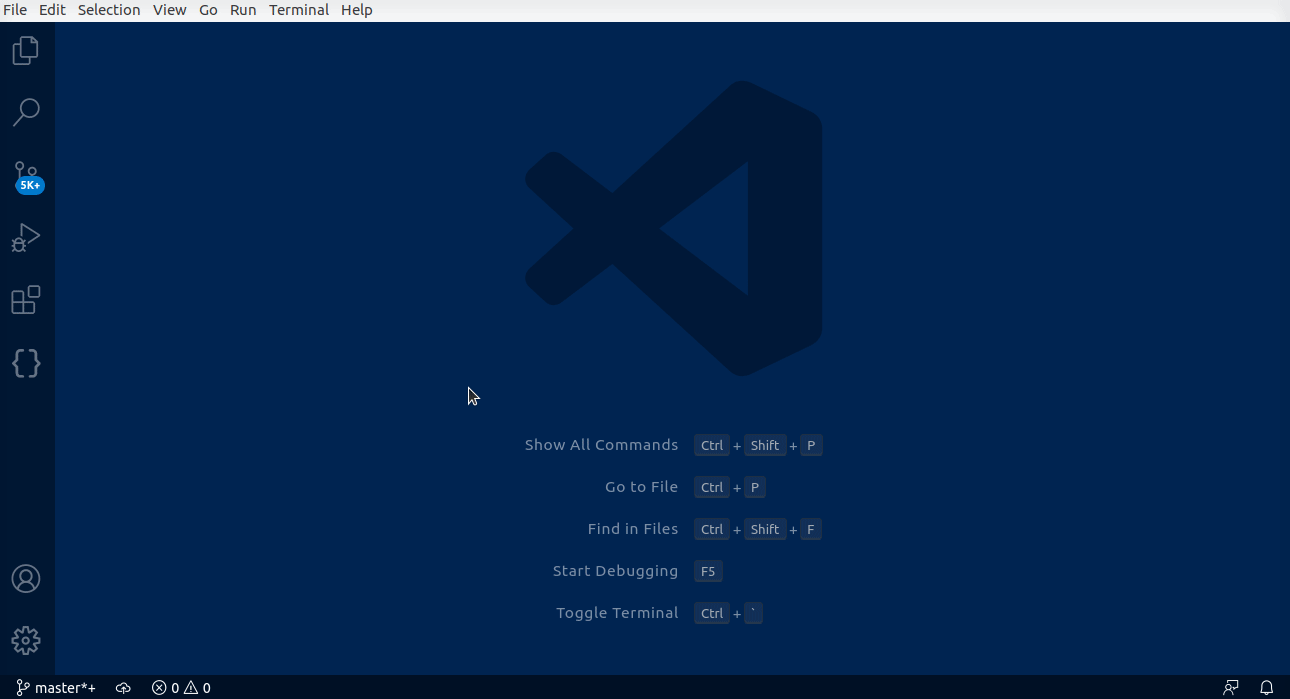 File Edit Selection View Go Run Terminal Help
5K+
Show All Commands Ctrl + Shift + P
Go to File Ctrl + P
Find in Files Ctrl + Shift + F
Start Debugging F5
Toggle Terminal Ctrl + `
master*+ 0 0